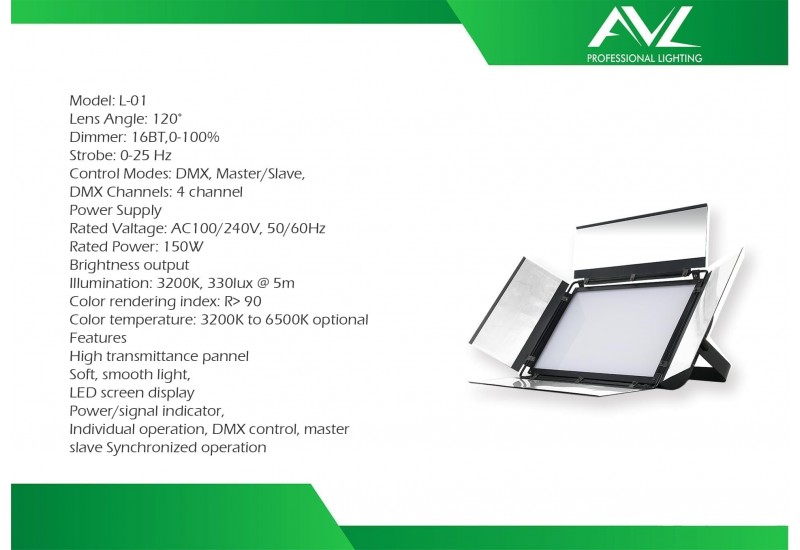 AVL
PROFESSIONAL LIGHTING
Model: L-01
Lens Angle: 120°
Dimmer: 16BT,0-100%
Strobe: 0-25 Hz
Control Modes: DMX, Master/Slave,
DMX Channels: 4 channel
Power Supply
Rated Valtage: AC100/240V, 50/60Hz
Rated Power: 150W
Brightness output
Illumination: 3200K, 330lux @ 5m
Color rendering index: R> 90
Color temperature: 3200K to 6500K optional
Features
High transmittance pannel
Soft, smooth light,
LED screen display
Power/signal indicator,
Individual operation, DMX control, master
slave Synchronized operation